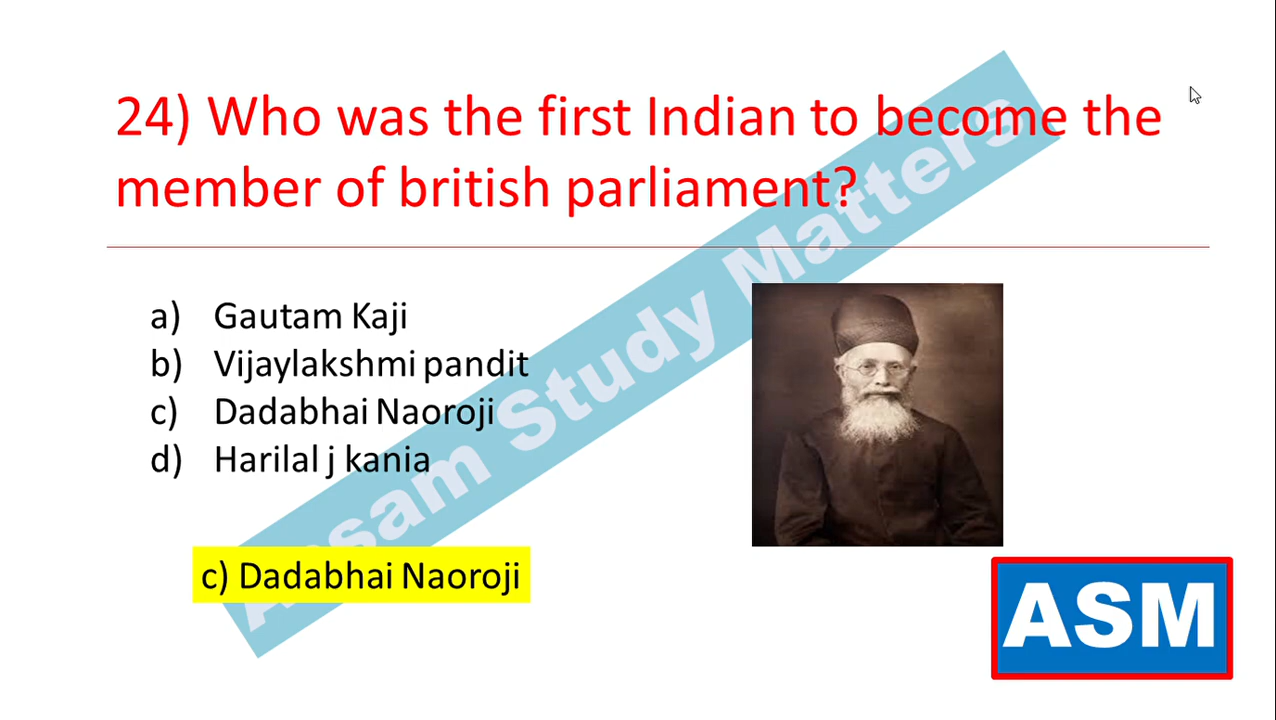 24) Who was the first Indian to become the
member of british parliament?
a) Gautam Kaji
b) Vijaylakshmi pandit
c) Dadabhai Naoroji
d) Harilal j kania
c) Dadabhai Naoroji
Assam Study Matters
ASM